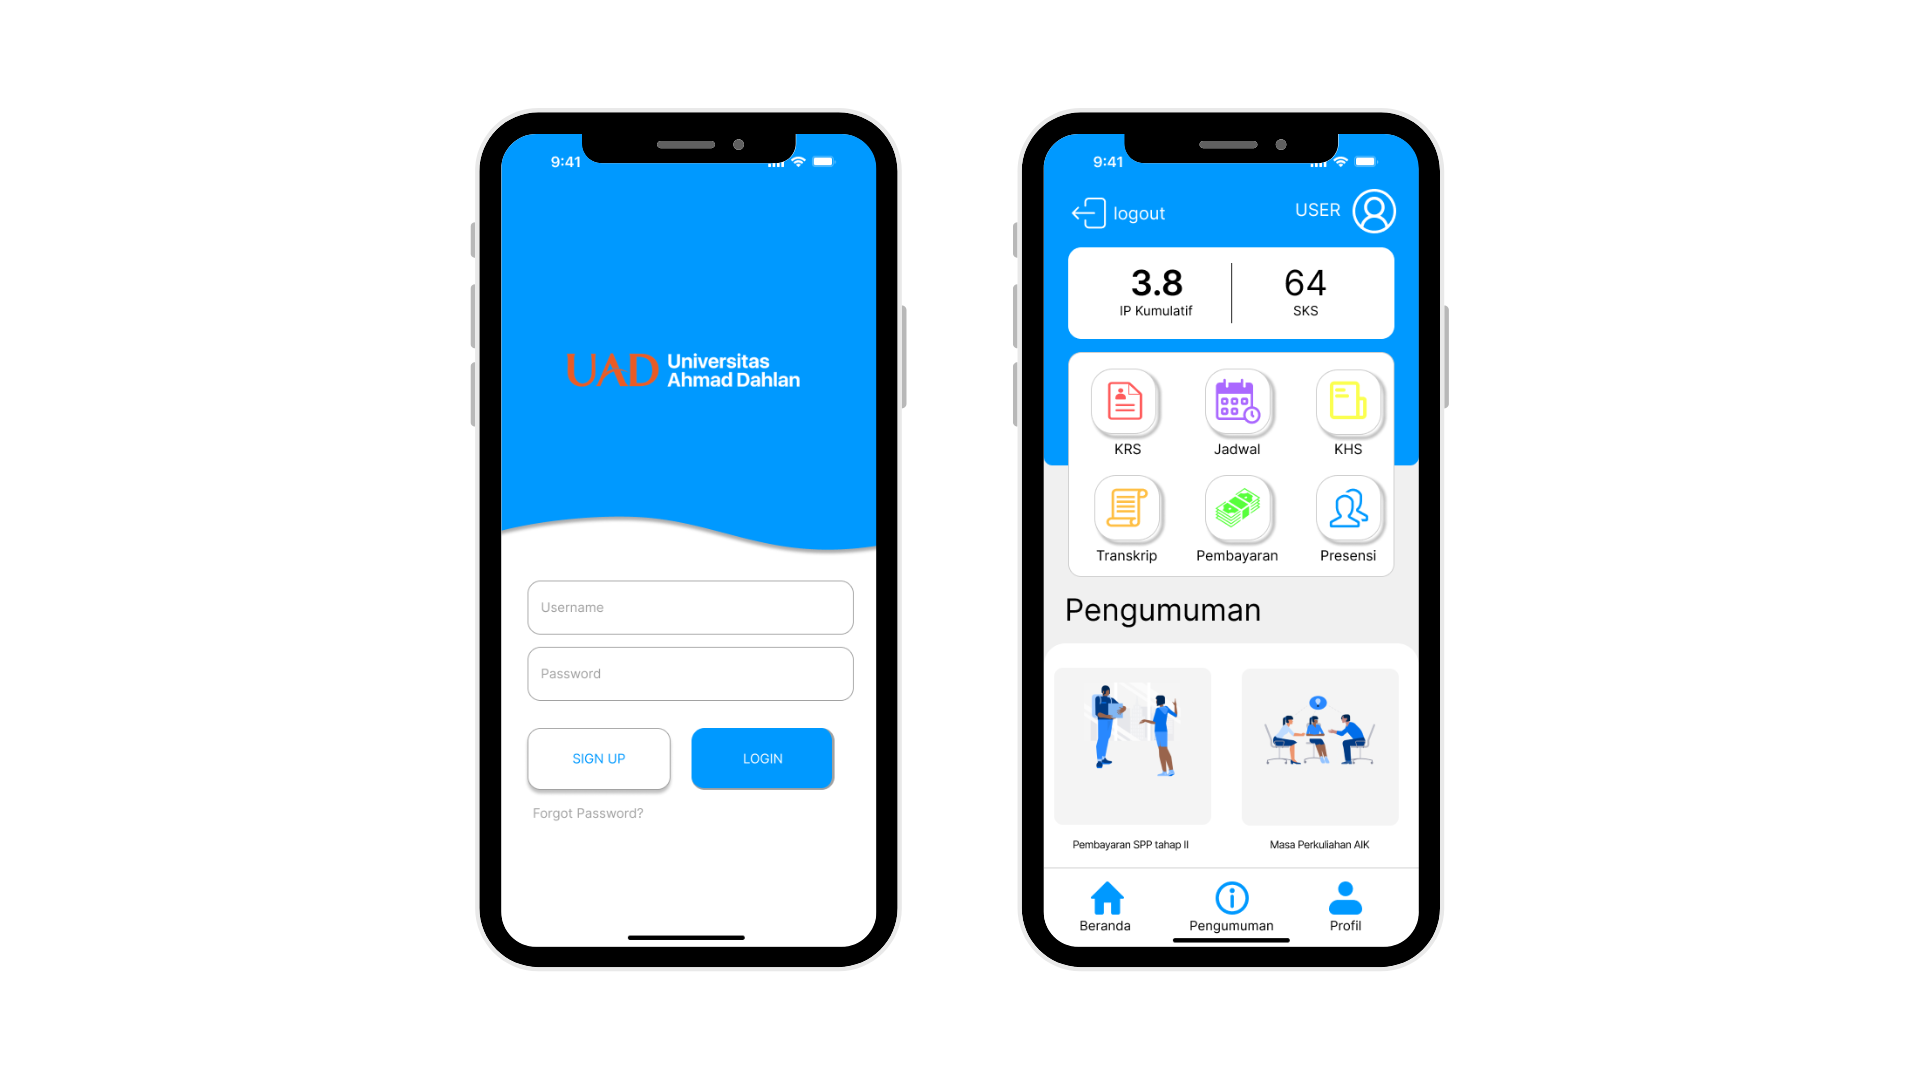 9:41
UAD Universitas
Ahmad Dahlan
Username
Password
SIGN UP LOGIN
Forgot Password?
9:41
logout USER
3.8 64
IP Kumulatif SKS
KRS Jadwal KHS
Transkrip Pembayaran Presensi
Pengumuman
Pembayaran SPP tahap II Masa Perkuliahan AIK
Beranda Pengumuman Profil